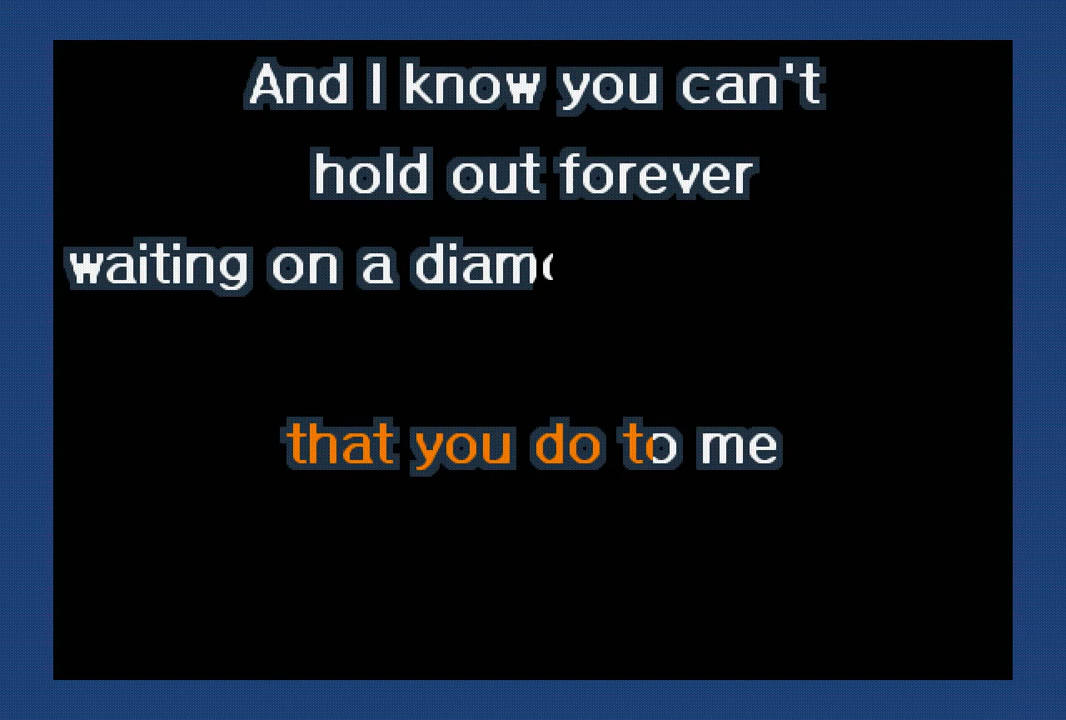 And I know you can't
hold out forever
waiting on a diam
that you do to me